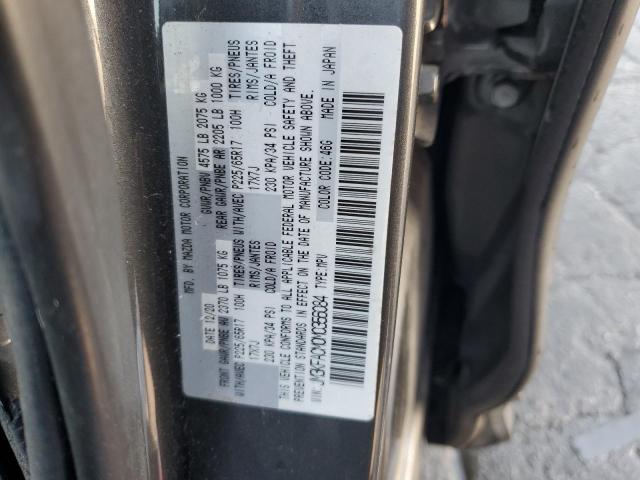 MFD. BY MAZDA MOTOR CORPORATION
DATE 12/20 GVWR/PNBV 4575 LB 2075 KG
FRONT GAWR/PNBE AV 2370 LB 1075 KG REAR GAWR/PNBE AR 2205 LB 1000 KG
WITH/AVEC P225/65R17 100H TIRES/PNEUS WITH/AVEC P225/65R17 100H TIRES/PNEUS
17X7J RIMS/JANTES 17X7J RIMS/JANTES
230 KPA/34 PSI COLD/A FROID 230 KPA/34 PSI COLD/A FROID
THIS VEHICLE CONFORMS TO ALL APPLICABLE FEDERAL MOTOR VEHICLE SAFETY AND THEFT
PREVENTION STANDARDS IN EFFECT ON THE DATE OF MANUFACTURE SHOWN ABOVE.
VIN: TYPE:MPV COLOR CODE:46G MADE IN JAPAN